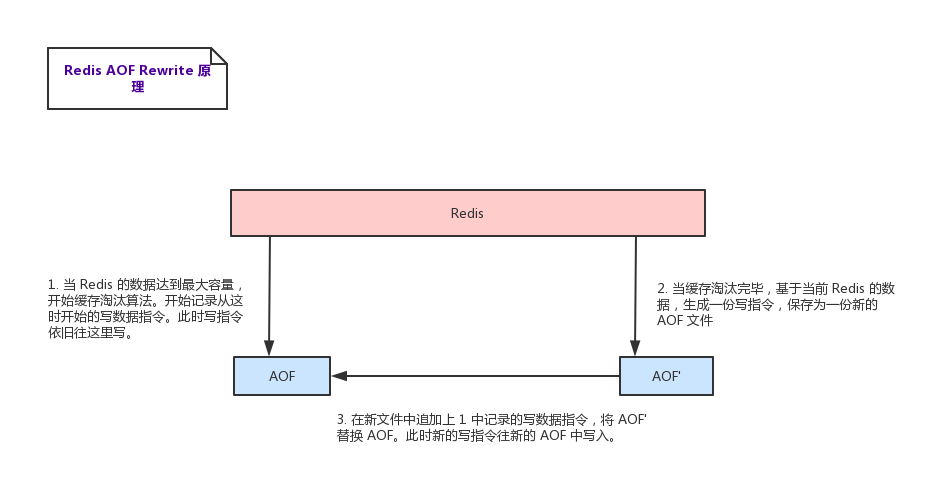 Redis AOF Rewrite 原
理
Redis
1. 当 Redis 的数据达到最大容量，
开始缓存淘汰算法。开始记录从这
时开始的写数据指令。此时写指令
依旧往这里写。
2. 当缓存淘汰完毕，基于当前 Redis 的数
据，生成一份写指令，保存为一份新的
AOF 文件
AOF
AOF'
3. 在新文件中追加上 1 中记录的写数据指令，将 AOF'
替换 AOF。此时新的写指令往新的 AOF 中写入。